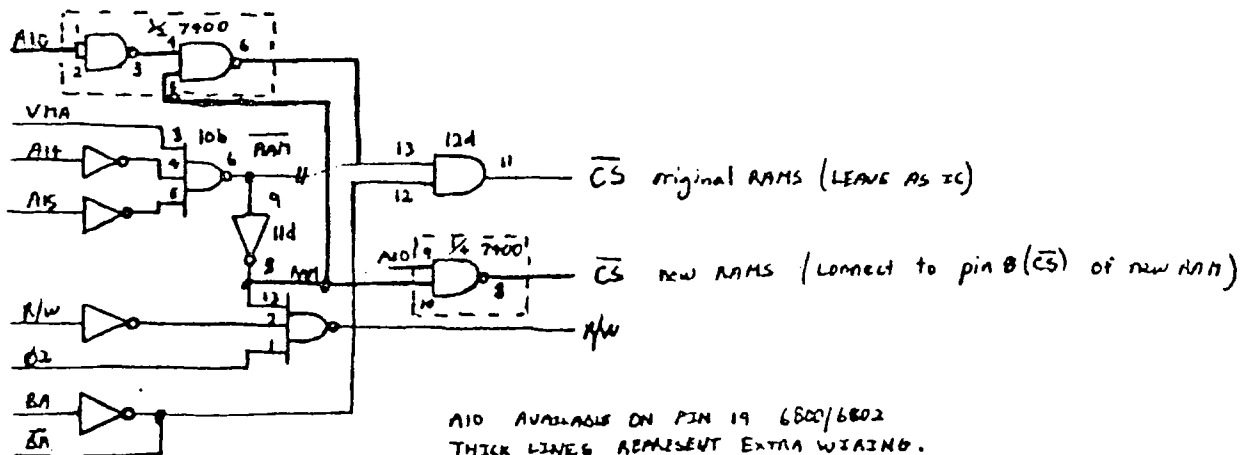 ½ 7400
A10
2
3
4
5
6
VMA
3
10b
RAM
A14
4
6
A15
5
9
11d
8
RAM
12d
13
11
12
CS original RAMS (LEAVE AS IS)
A10
9
¼ 7400
10
8
CS new RAMS (connect to pin 8 (CS) of new RAM)
R/W
13
2
R/W
Ø2
1
BA
BA
A10 AVAILABLE ON PIN 19 6800/6802
THICK LINES REPRESENT EXTRA WIRING.